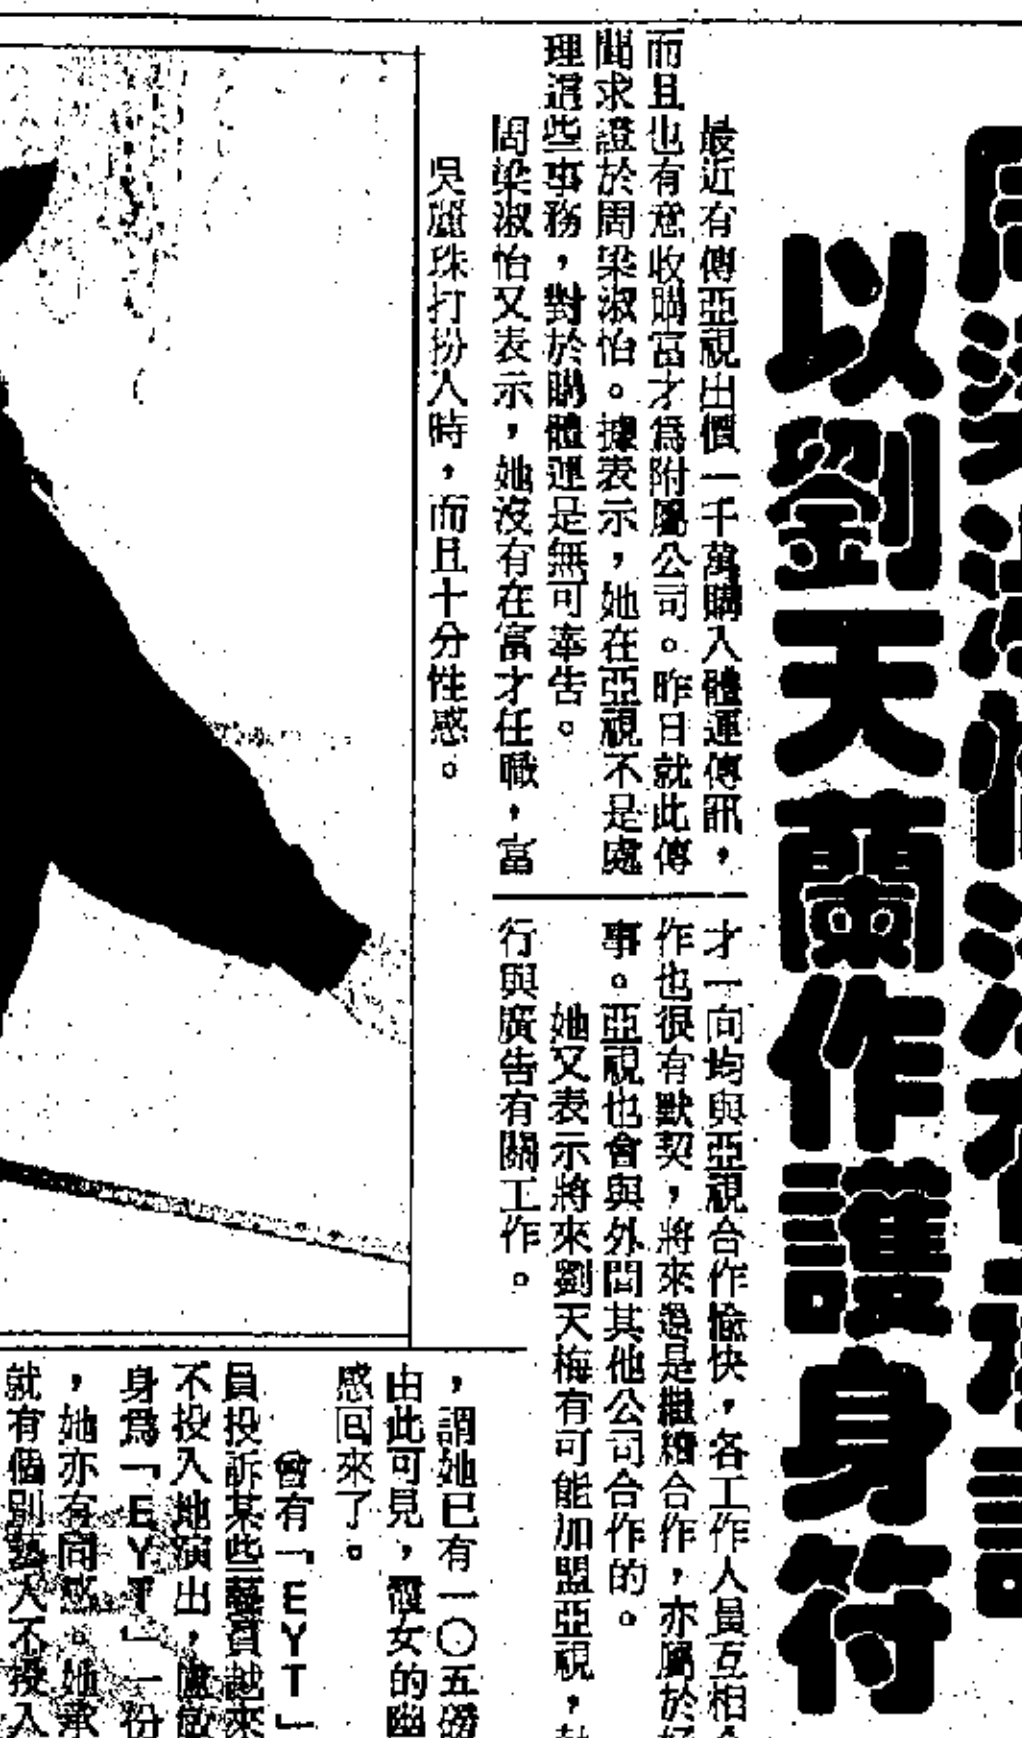 以劉天蘭作護身符
最近有傳亞視出價一千萬購入體運傳訊，
而且也有意收購富才爲附屬公司。昨日就此傳
聞求證於周梁淑怡。據表示，她在亞視不是處
理這些事務，對於購體運是無可奉告。
周梁淑怡又表示，她沒有在富才任職，富
才一向均與亞視合作愉快，各工作人員互相
作也很有默契，將來還是繼續合作，亦屬於好
事。亞視也會與外間其他公司合作的。
她又表示將來劉天梅有可能加盟亞視，
行與廣告有關工作。
吳麗珠打扮入時，而且十分性感。
，謂她已有一〇五磅
由此可見，靚女的幽
感回來了。
曾有「EYT」
員投訴某些藝員越來
不投入地演出，盧敏
身爲「EYT」一份
，她亦有同感。她承
就有個別藝人不投入